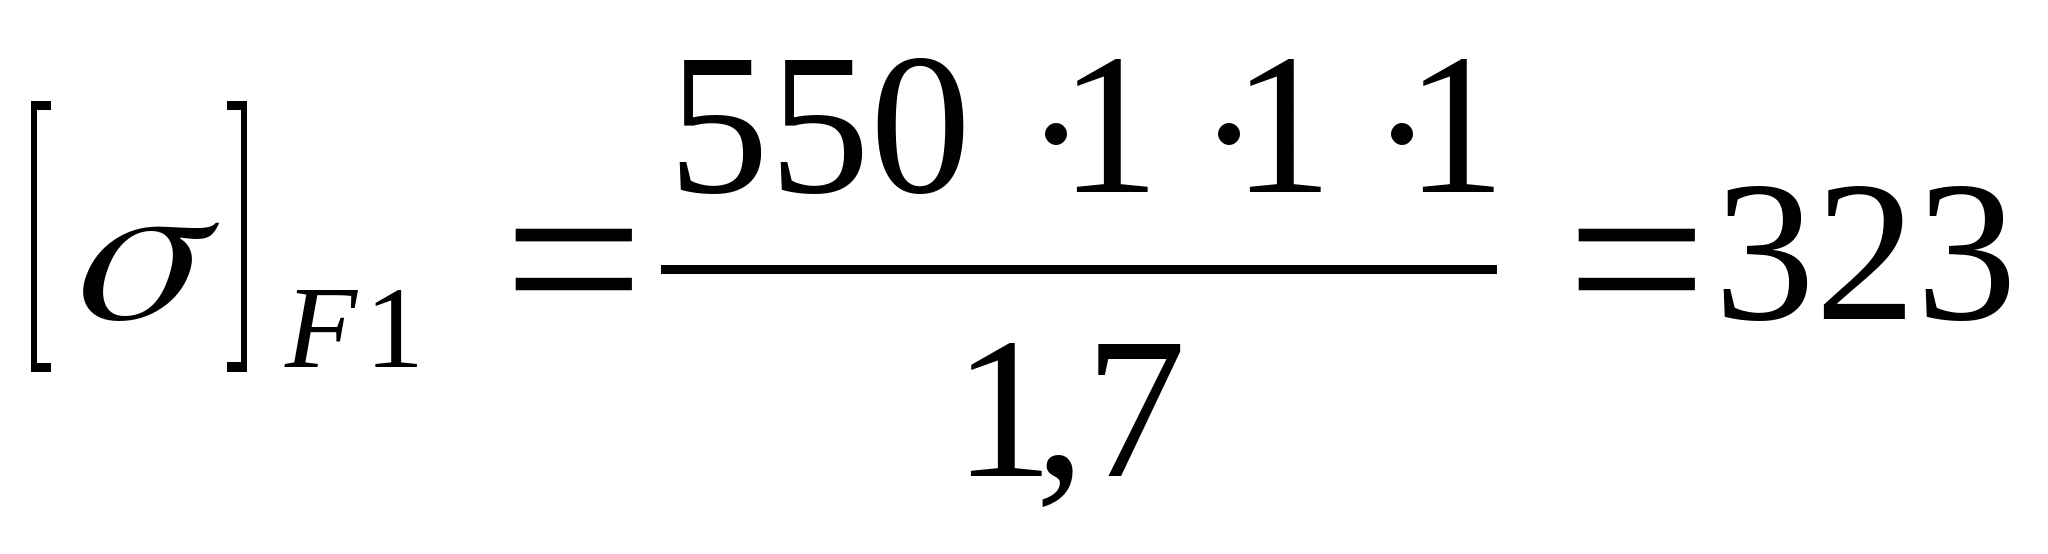 [σ]F1 = 550 ·1 ·1 ·1 / 1,7 = 323